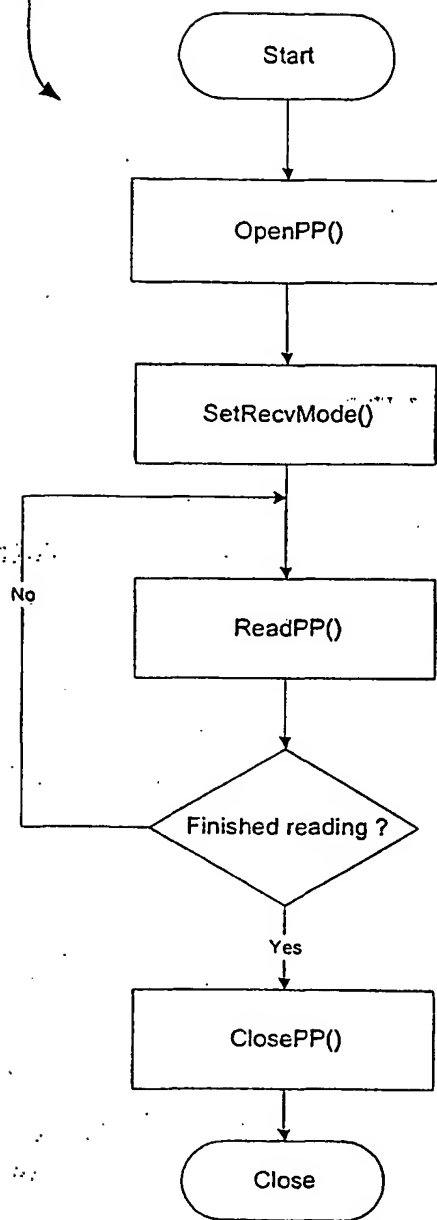 Start
OpenPP()
SetRecvMode()
No
ReadPP()
Finished reading ?
Yes
ClosePP()
Close